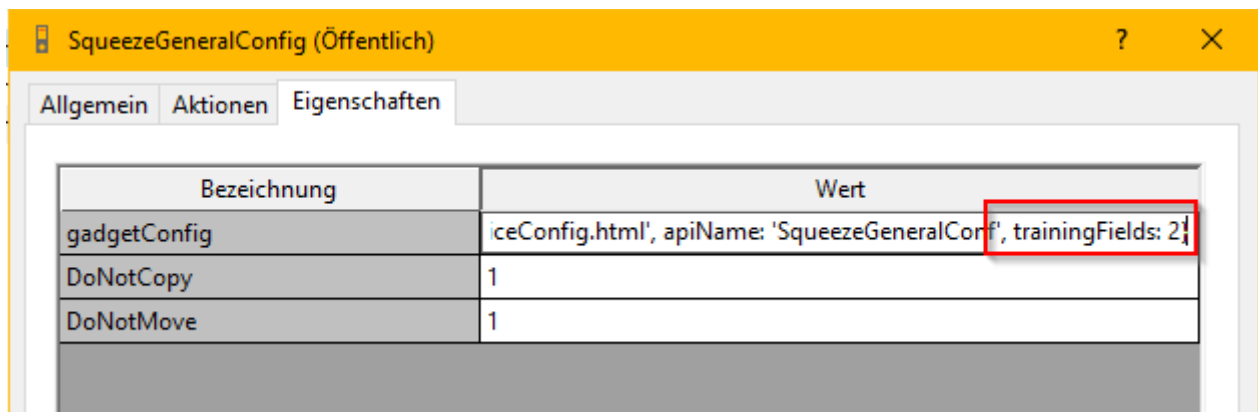 SqueezeGeneralConfig (Öffentlich) ?
Allgemein Aktionen Eigenschaften
Bezeichnung Wert
gadgetConfig iceConfig.html', apiName: 'SqueezeGeneralConf', trainingFields: 2}
DoNotCopy 1
DoNotMove 1